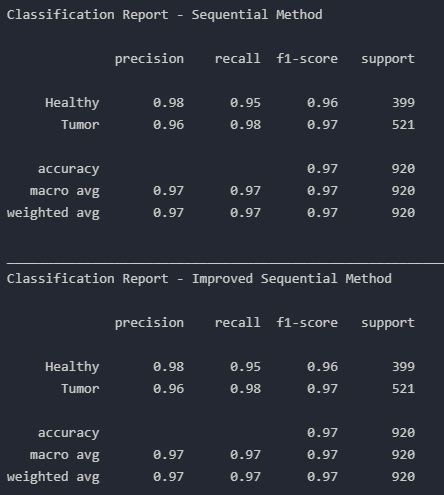 Classification Report - Sequential Method
precision recall f1-score support
Healthy 0.98 0.95 0.96 399
Tumor 0.96 0.98 0.97 521
accuracy 0.97 920
macro avg 0.97 0.97 0.97 920
weighted avg 0.97 0.97 0.97 920
Classification Report - Improved Sequential Method
precision recall f1-score support
Healthy 0.98 0.95 0.96 399
Tumor 0.96 0.98 0.97 521
accuracy 0.97 920
macro avg 0.97 0.97 0.97 920
weighted avg 0.97 0.97 0.97 920